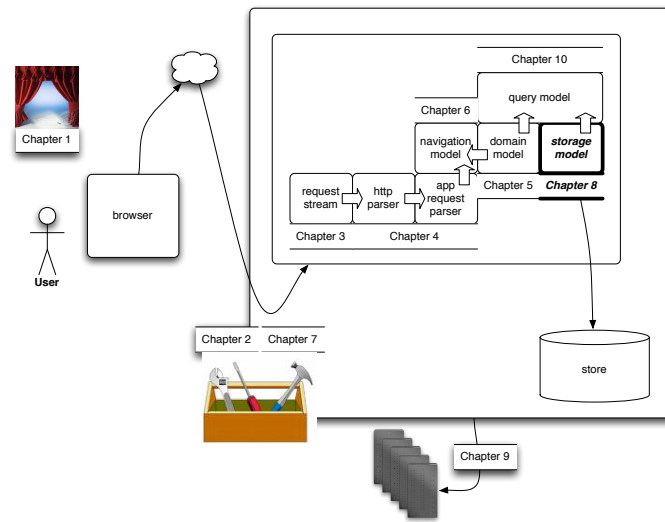 Chapter 10
query model
Chapter 6
navigation
model
domain
model
storage
model
Chapter 1
request
stream
http
parser
app
request
parser
Chapter 5
Chapter 8
browser
Chapter 3
Chapter 4
User
Chapter 2
Chapter 7
store
Chapter 9